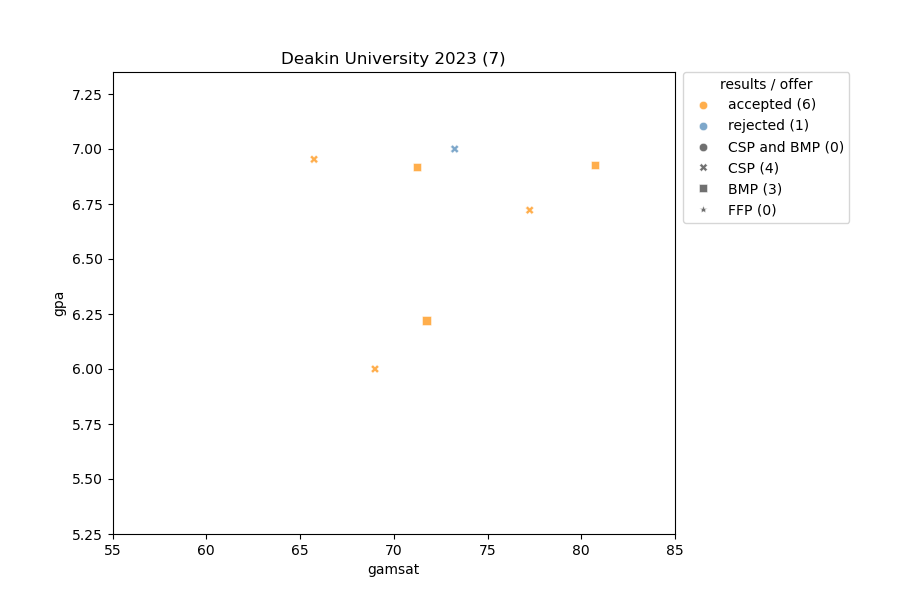 Deakin University 2023 (7)
results / offer
accepted (6)
rejected (1)
CSP and BMP (0)
CSP (4)
BMP (3)
FFP (0)
7.25
7.00
6.75
6.50
6.25
6.00
5.75
5.50
5.25
gpa
55 60 65 70 75 80 85
gamsat